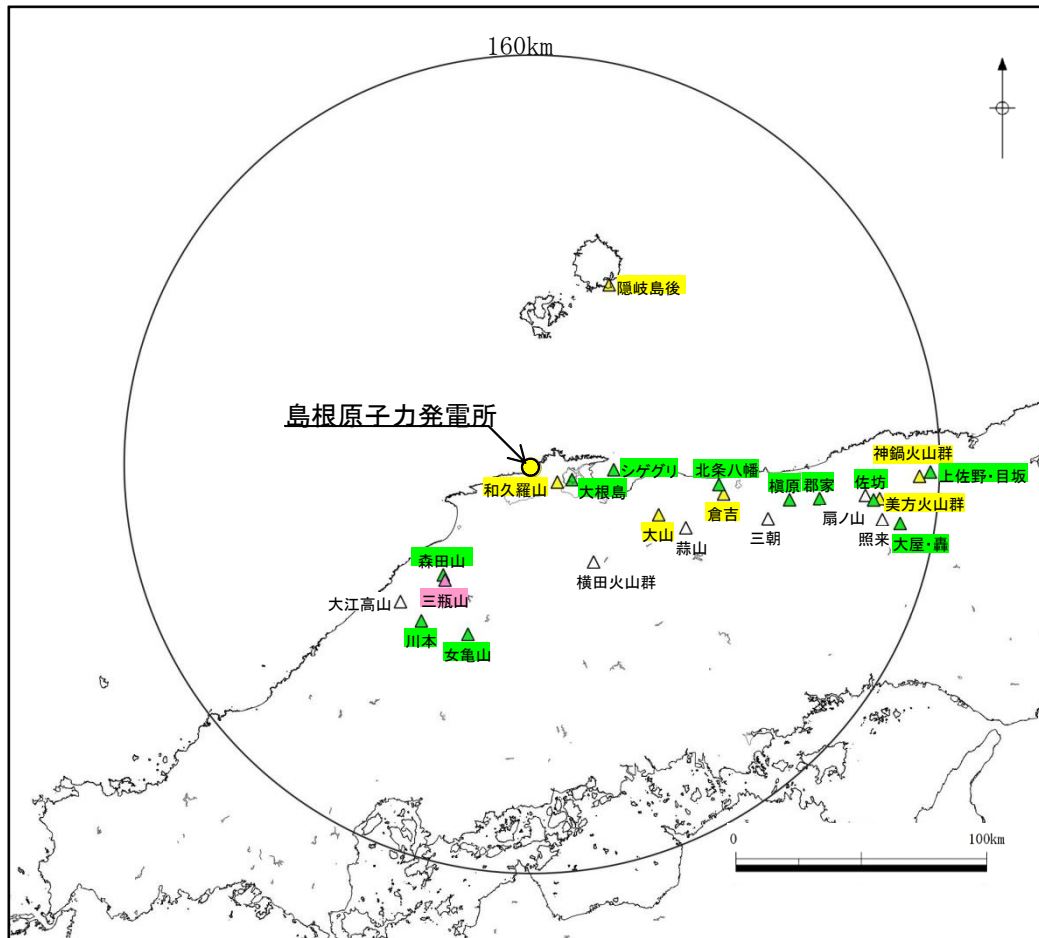 160km
隠岐島後
島根原子力発電所
神鍋火山群
シゲグリ
北条八幡
佐坊
上佐野・目坂
和久羅山
大根島
槇原
郡家
美方火山群
倉吉
扇ノ山
大山
三朝
照来
蒜山
大屋・轟
森田山
横田火山群
三瓶山
大江高山
川本
女亀山
0
100km